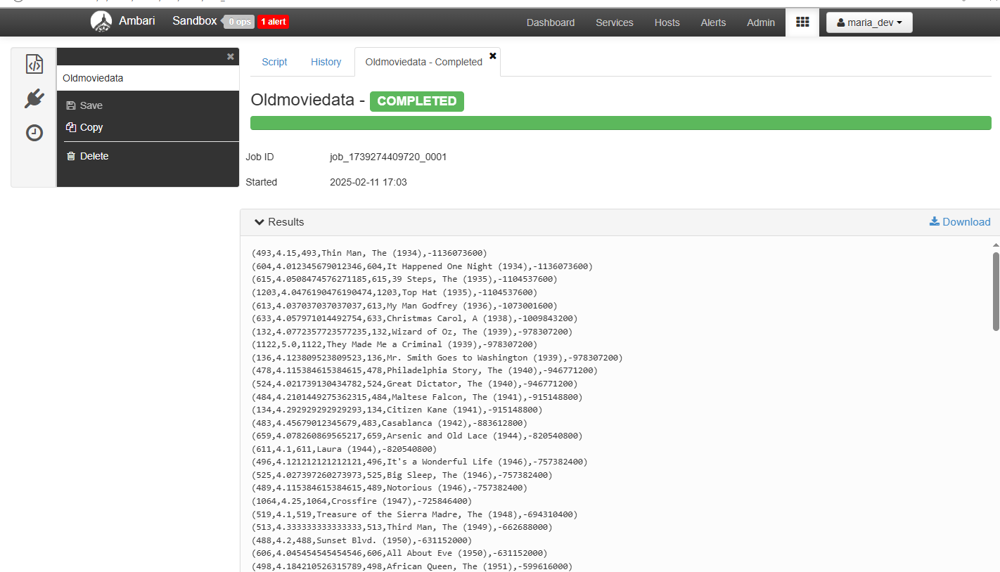 Ambari Sandbox 0 ops 1 alert Dashboard Services Hosts Alerts Admin maria_dev
Oldmoviedata
Save
Copy
Delete
Script History Oldmoviedata - Completed
Oldmoviedata - COMPLETED
Job ID job_1739274409720_0001
Started 2025-02-11 17:03
Results Download
(493,4.15,493,Thin Man, The (1934),-1136073600)
(604,4.012345679012346,604,It Happened One Night (1934),-1136073600)
(615,4.0508474576271185,615,39 Steps, The (1935),-1104537600)
(1203,4.0476190476190474,1203,Top Hat (1935),-1104537600)
(613,4.037037037037037,613,My Man Godfrey (1936),-1073001600)
(633,4.057971014492754,633,Christmas Carol, A (1938),-1009843200)
(132,4.0772357723577235,132,Wizard of Oz, The (1939),-978307200)
(1122,5.0,1122,They Made Me a Criminal (1939),-978307200)
(136,4.123809523809523,136,Mr. Smith Goes to Washington (1939),-978307200)
(478,4.115384615384615,478,Philadelphia Story, The (1940),-946771200)
(524,4.021739130434782,524,Great Dictator, The (1940),-946771200)
(484,4.2101449275362315,484,Maltese Falcon, The (1941),-915148800)
(134,4.292929292929293,134,Citizen Kane (1941),-915148800)
(483,4.45679012345679,483,Casablanca (1942),-883612800)
(659,4.078260869565217,659,Arsenic and Old Lace (1944),-820540800)
(611,4.1,611,Laura (1944),-820540800)
(496,4.121212121212121,496,It's a Wonderful Life (1946),-757382400)
(525,4.027397260273973,525,Big Sleep, The (1946),-757382400)
(489,4.115384615384615,489,Notorious (1946),-757382400)
(1064,4.25,1064,Crossfire (1947),-725846400)
(519,4.1,519,Treasure of the Sierra Madre, The (1948),-694310400)
(513,4.333333333333333,513,Third Man, The (1949),-662688000)
(488,4.2,488,Sunset Blvd. (1950),-631152000)
(606,4.045454545454546,606,All About Eve (1950),-631152000)
(498,4.184210526315789,498,African Queen, The (1951),-599616000)